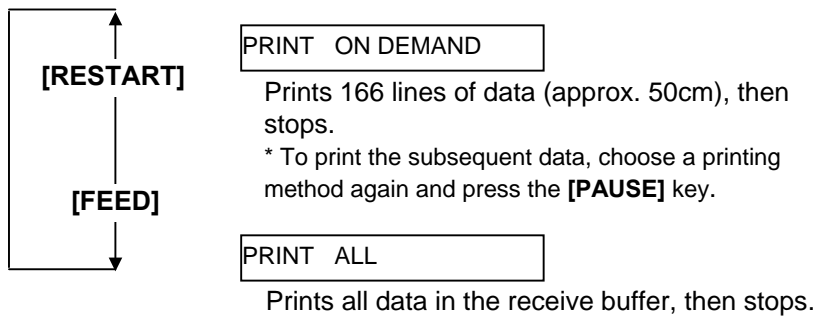 PRINT ON DEMAND
[RESTART]
Prints 166 lines of data (approx. 50cm), then
stops.
* To print the subsequent data, choose a printing
method again and press the [PAUSE] key.
[FEED]
PRINT ALL
Prints all data in the receive buffer, then stops.